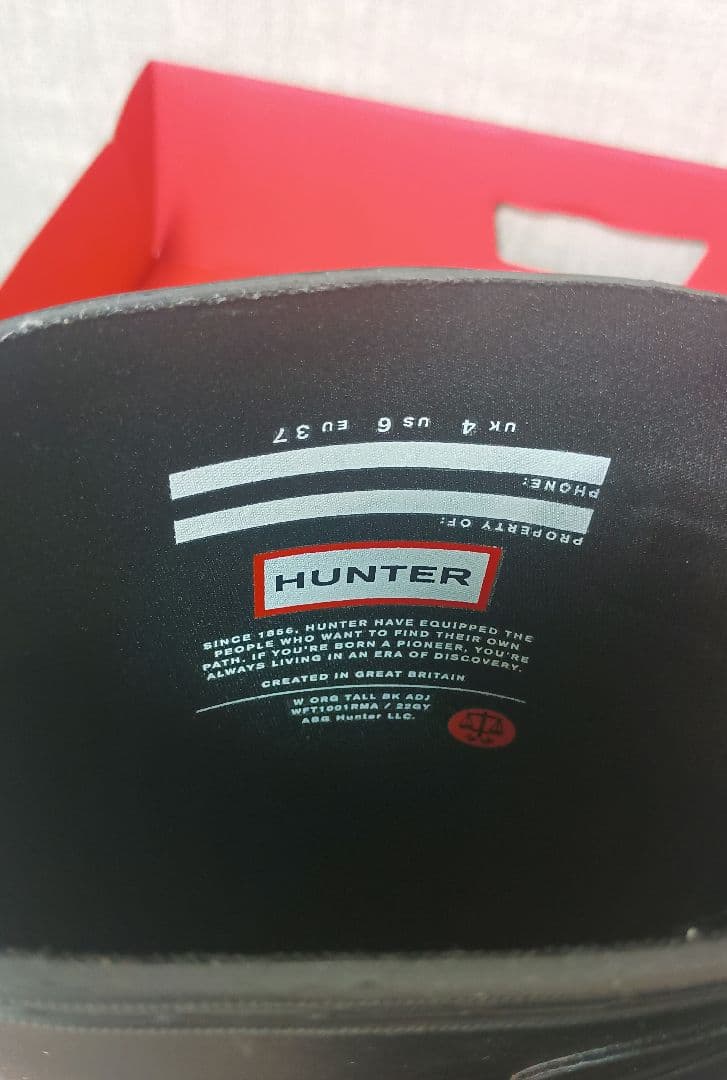 UK 4 US 6 EU 37
PHONE:
PROPERTY OF:
HUNTER
SINCE 1856, HUNTER HAVE EQUIPPED THE
PEOPLE WHO WANT TO FIND THEIR OWN
PATH. IF YOU'RE BORN A PIONEER, YOU'RE
ALWAYS LIVING IN AN ERA OF DISCOVERY.
CREATED IN GREAT BRITAIN
W ORG TALL BK ADJ
WFT1001RMA / 22GY
ABG Hunter LLC.